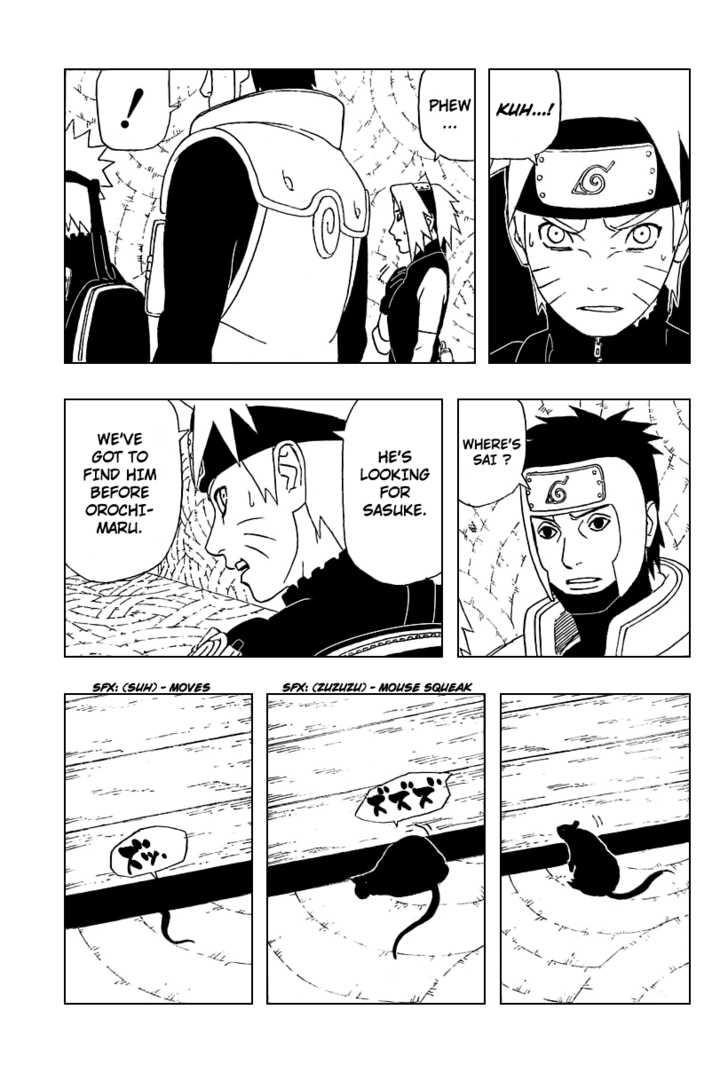 KUH...!
PHEW
...
!
WHERE'S
SAI ?
HE'S
LOOKING
FOR
SASUKE.
WE'VE
GOT TO
FIND HIM
BEFORE
OROCHI-
MARU.
SFX: (ZUZUZU) - MOUSE SQUEAK
ズズズ
SFX: (SUH) - MOVES
ズッ